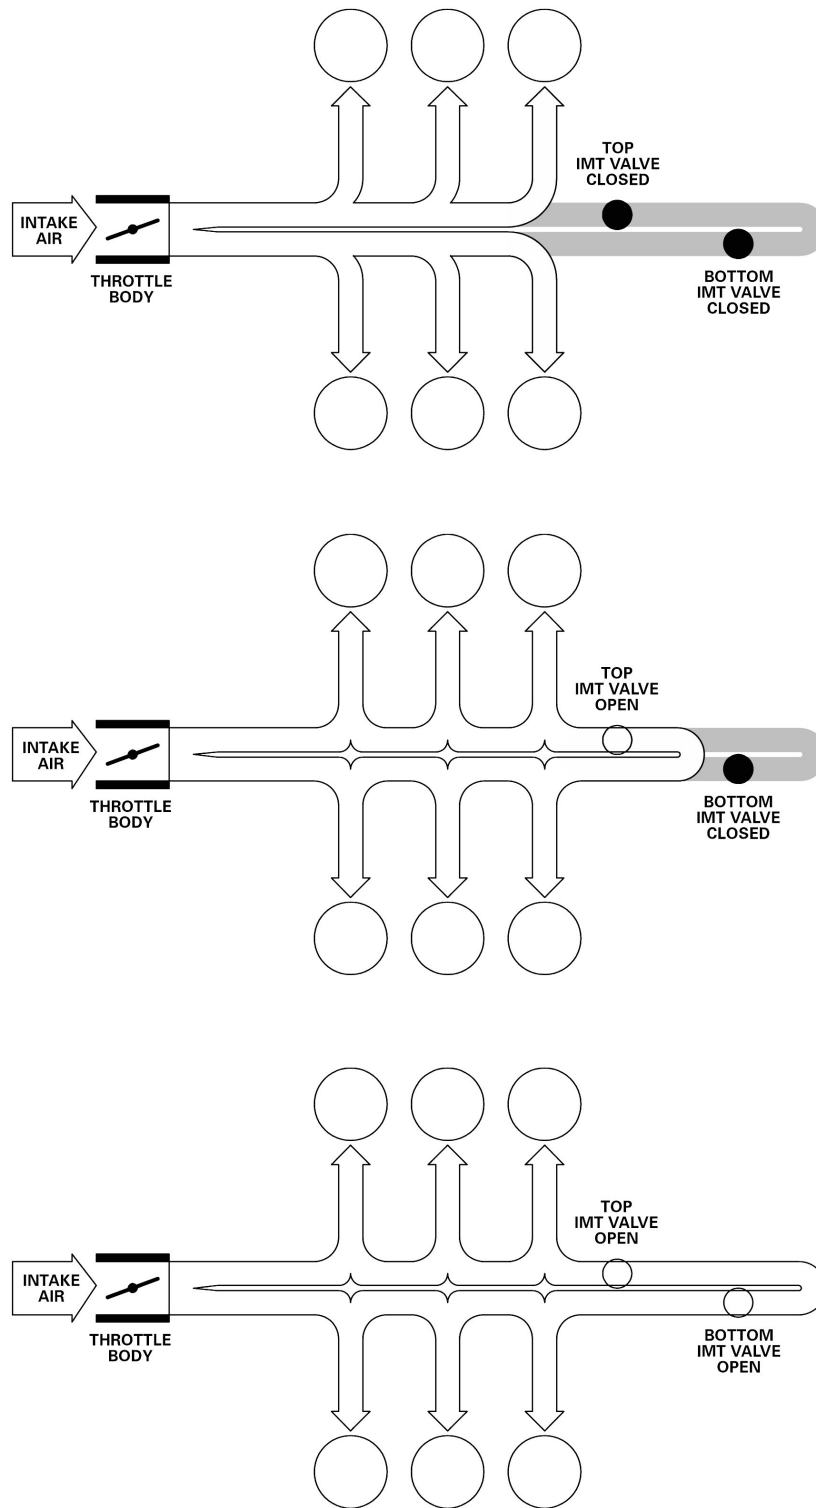 TOP
IMT VALVE
CLOSED
INTAKE
AIR
THROTTLE
BODY
BOTTOM
IMT VALVE
CLOSED
TOP
IMT VALVE
OPEN
INTAKE
AIR
THROTTLE
BODY
BOTTOM
IMT VALVE
CLOSED
TOP
IMT VALVE
OPEN
INTAKE
AIR
THROTTLE
BODY
BOTTOM
IMT VALVE
OPEN